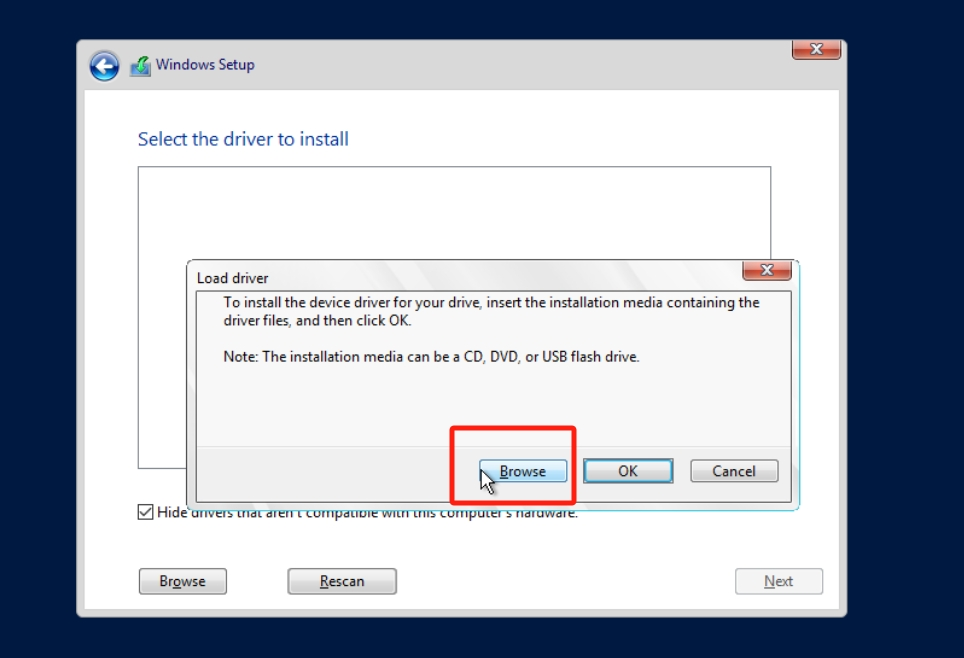 Windows Setup
Select the driver to install
Load driver
To install the device driver for your drive, insert the installation media containing the
driver files, and then click OK.
Note: The installation media can be a CD, DVD, or USB flash drive.
Browse OK Cancel
Hide drivers that aren't compatible with this computer's hardware.
Browse Rescan Next